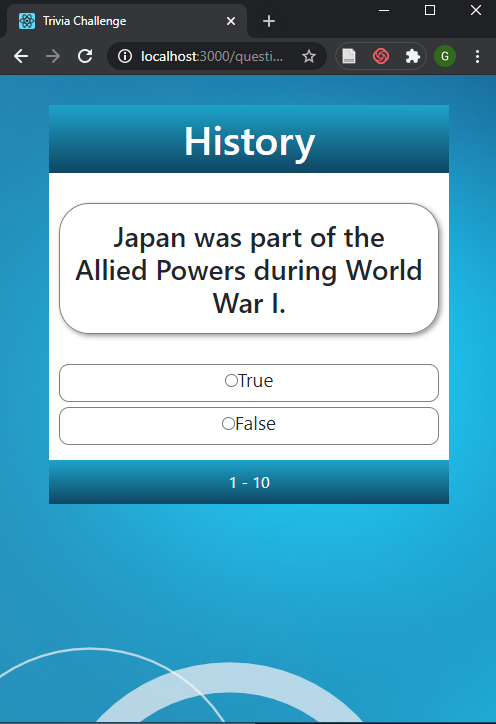 Trivia Challenge
localhost:3000/questi...
G
History
Japan was part of the
Allied Powers during World
War I.
True
False
1 - 10